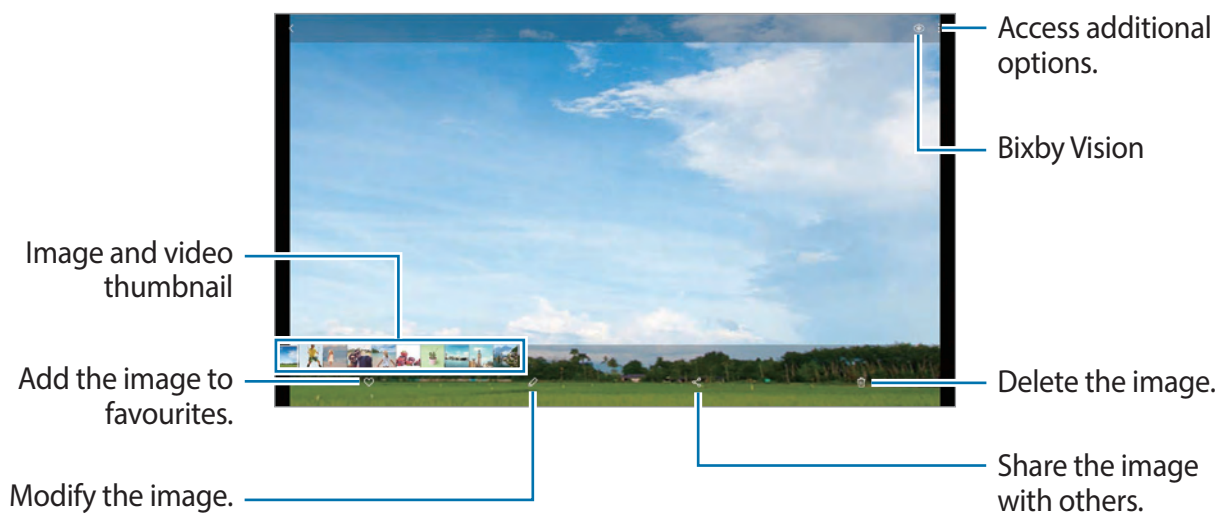 Access additional
options.
Bixby Vision
Image and video
thumbnail
Add the image to
favourites.
Delete the image.
Modify the image.
Share the image
with others.